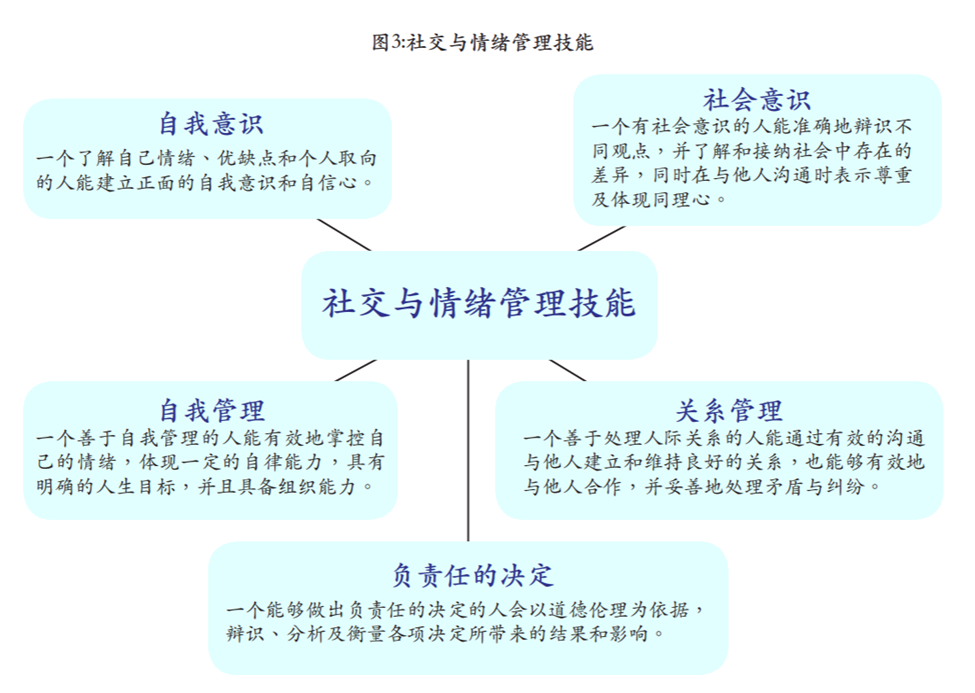 图3:社交与情绪管理技能
自我意识
一个了解自己情绪、优缺点和个人取向
的人能建立正面的自我意识和自信心。
社会意识
一个有社会意识的人能准确地辩识不
同观点，并了解和接纳社会中存在的
差异，同时在与他人沟通时表示尊重
及体现同理心。
社交与情绪管理技能
自我管理
一个善于自我管理的人能有效地掌控自
己的情绪，体现一定的自律能力，具有
明确的人生目标，并且具备组织能力。
关系管理
一个善于处理人际关系的人能通过有效的沟通
与他人建立和维持良好的关系，也能够有效地
与他人合作，并妥善地处理矛盾与纠纷。
负责任的决定
一个能够做出负责任的决定的人会以道德伦理为依据，
辩识、分析及衡量各项决定所带来的结果和影响。